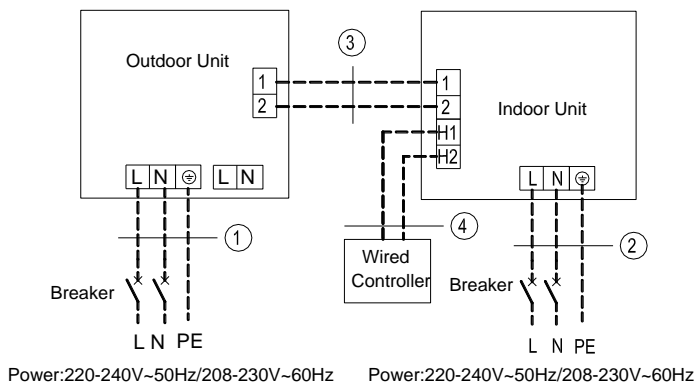 Outdoor Unit
Indoor Unit
3
1
2
1
2
H1
H2
L N
L N
L N
1
4
2
Wired
Controller
Breaker
Breaker
L N PE
L N PE
Power:220-240V~50Hz/208-230V~60Hz
Power:220-240V~50Hz/208-230V~60Hz